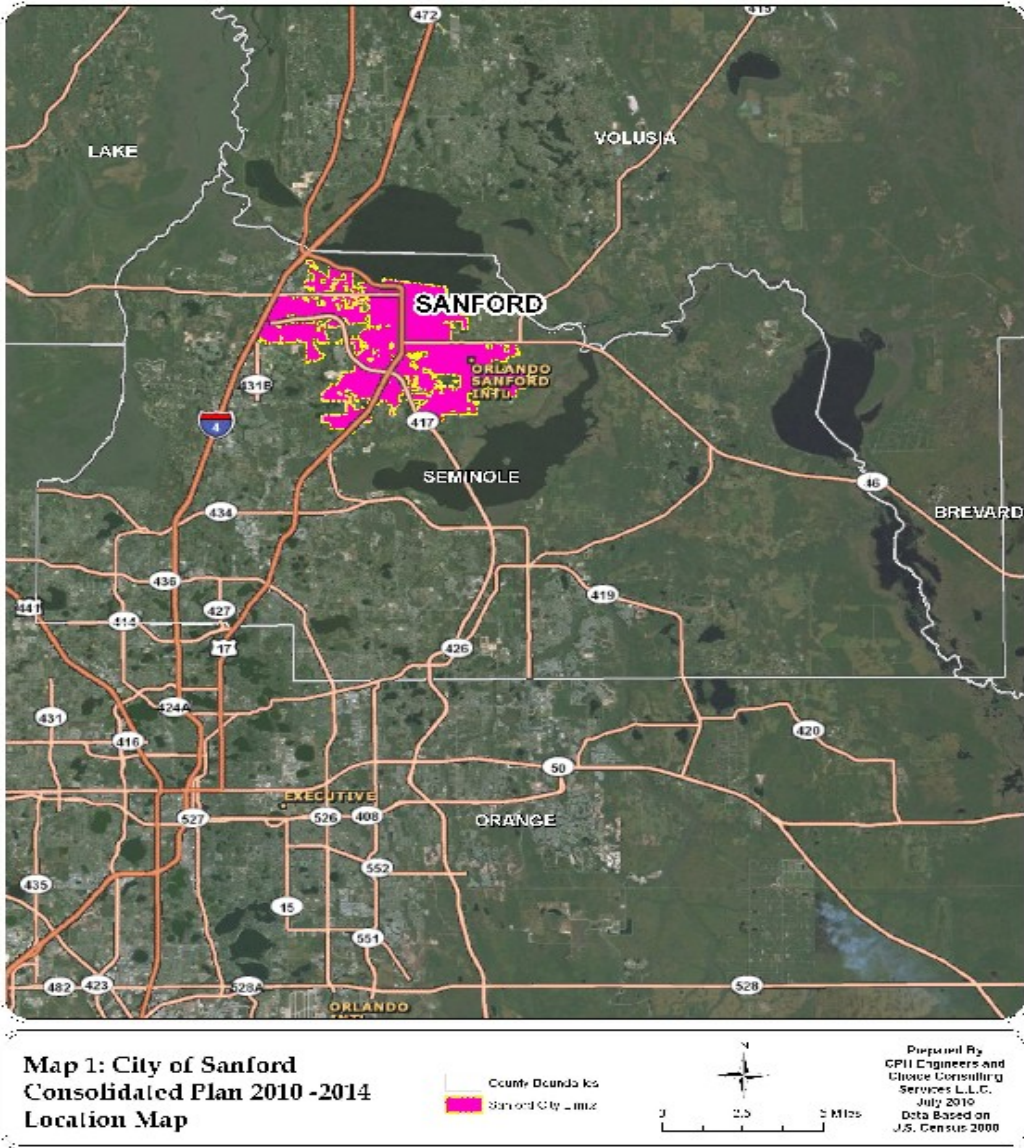 472
415
LAKE
VOLUSIA
SANFORD
ORLANDO
SANFORD
INTL
431B
4
417
SEMINOLE
46
434
BREVARD
436
419
441
427
414
17
426
424A
431
420
416
50
EXECUTIVE
527
526
408
ORANGE
552
435
15
551
482
423
528A
528
ORLANDO
INTL
Map 1: City of Sanford
Consolidated Plan 2010 -2014
Location Map
County Boundaries
Sanford City Limits
N
0
2.5
5 Miles
Prepared By
CPH Engineers and
Choice Consulting
Services L.L.C.
July 2010
Data Based on
U.S. Census 2000